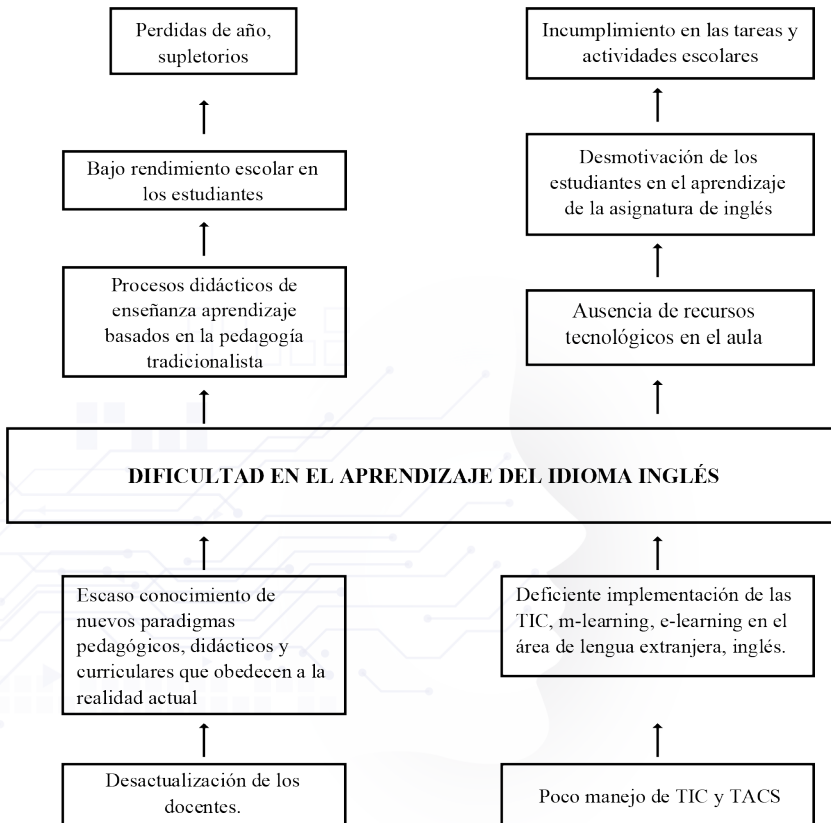 Perdidas de año,
supletorios
Incumplimiento en las tareas y
actividades escolares
Bajo rendimiento escolar en
los estudiantes
Desmotivación de los
estudiantes en el aprendizaje
de la asignatura de inglés
Procesos didácticos de
enseñanza aprendizaje
basados en la pedagogía
tradicionalista
Ausencia de recursos
tecnológicos en el aula
DIFICULTAD EN EL APRENDIZAJE DEL IDIOMA INGLÉS
Escaso conocimiento de
nuevos paradigmas
pedagógicos, didácticos y
curriculares que obedecen a la
realidad actual
Deficiente implementación de las
TIC, m-learning, e-learning en el
área de lengua extranjera, inglés.
Desactualización de los
docentes.
Poco manejo de TIC y TACS